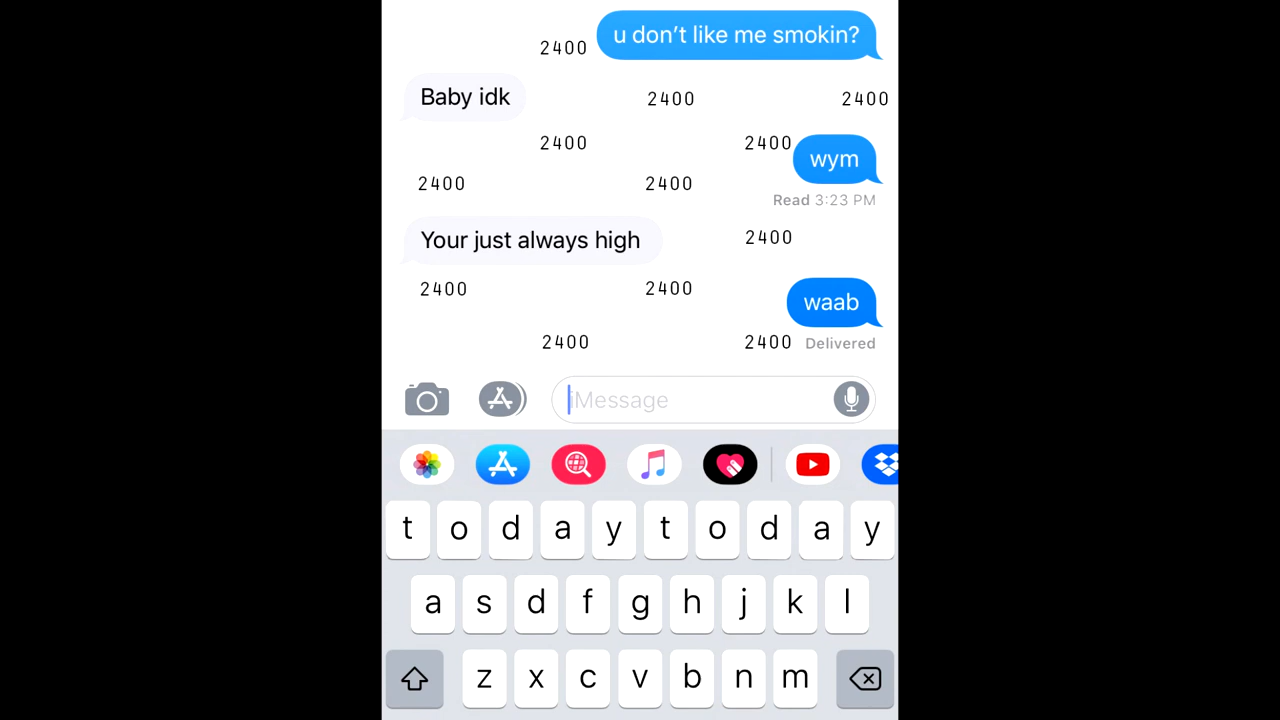 u don't like me smokin?
2400
Baby idk 2400 2400
2400 2400
wym
2400 2400
Read 3:23 PM
Your just always high 2400
2400 2400
waab
2400 2400 Delivered
iMessage
t o d a y t o d a y
a s d f g h j k l
z x c v b n m